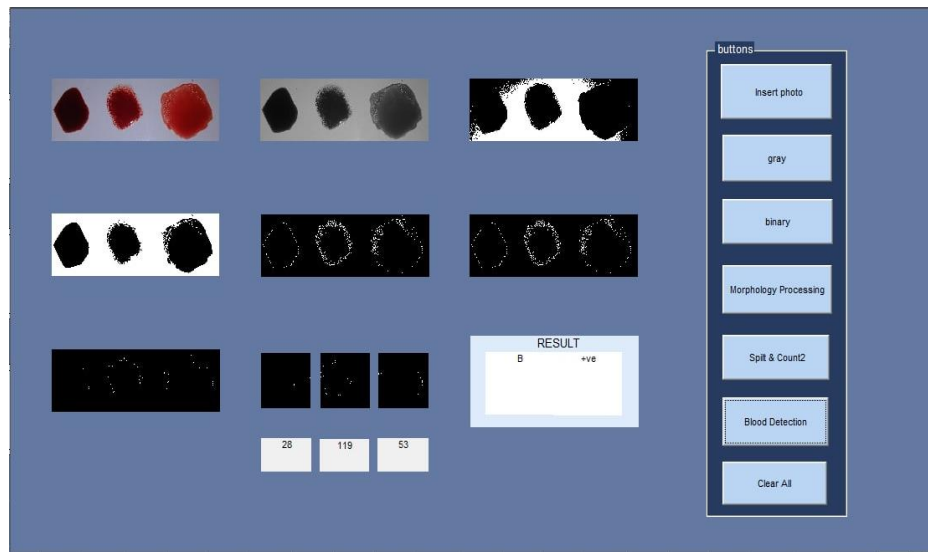 buttons
Insert photo
gray
binary
Morphology Processing
RESULT
B +ve
Spilt & Count2
Blood Detection
28 119 53
Clear All